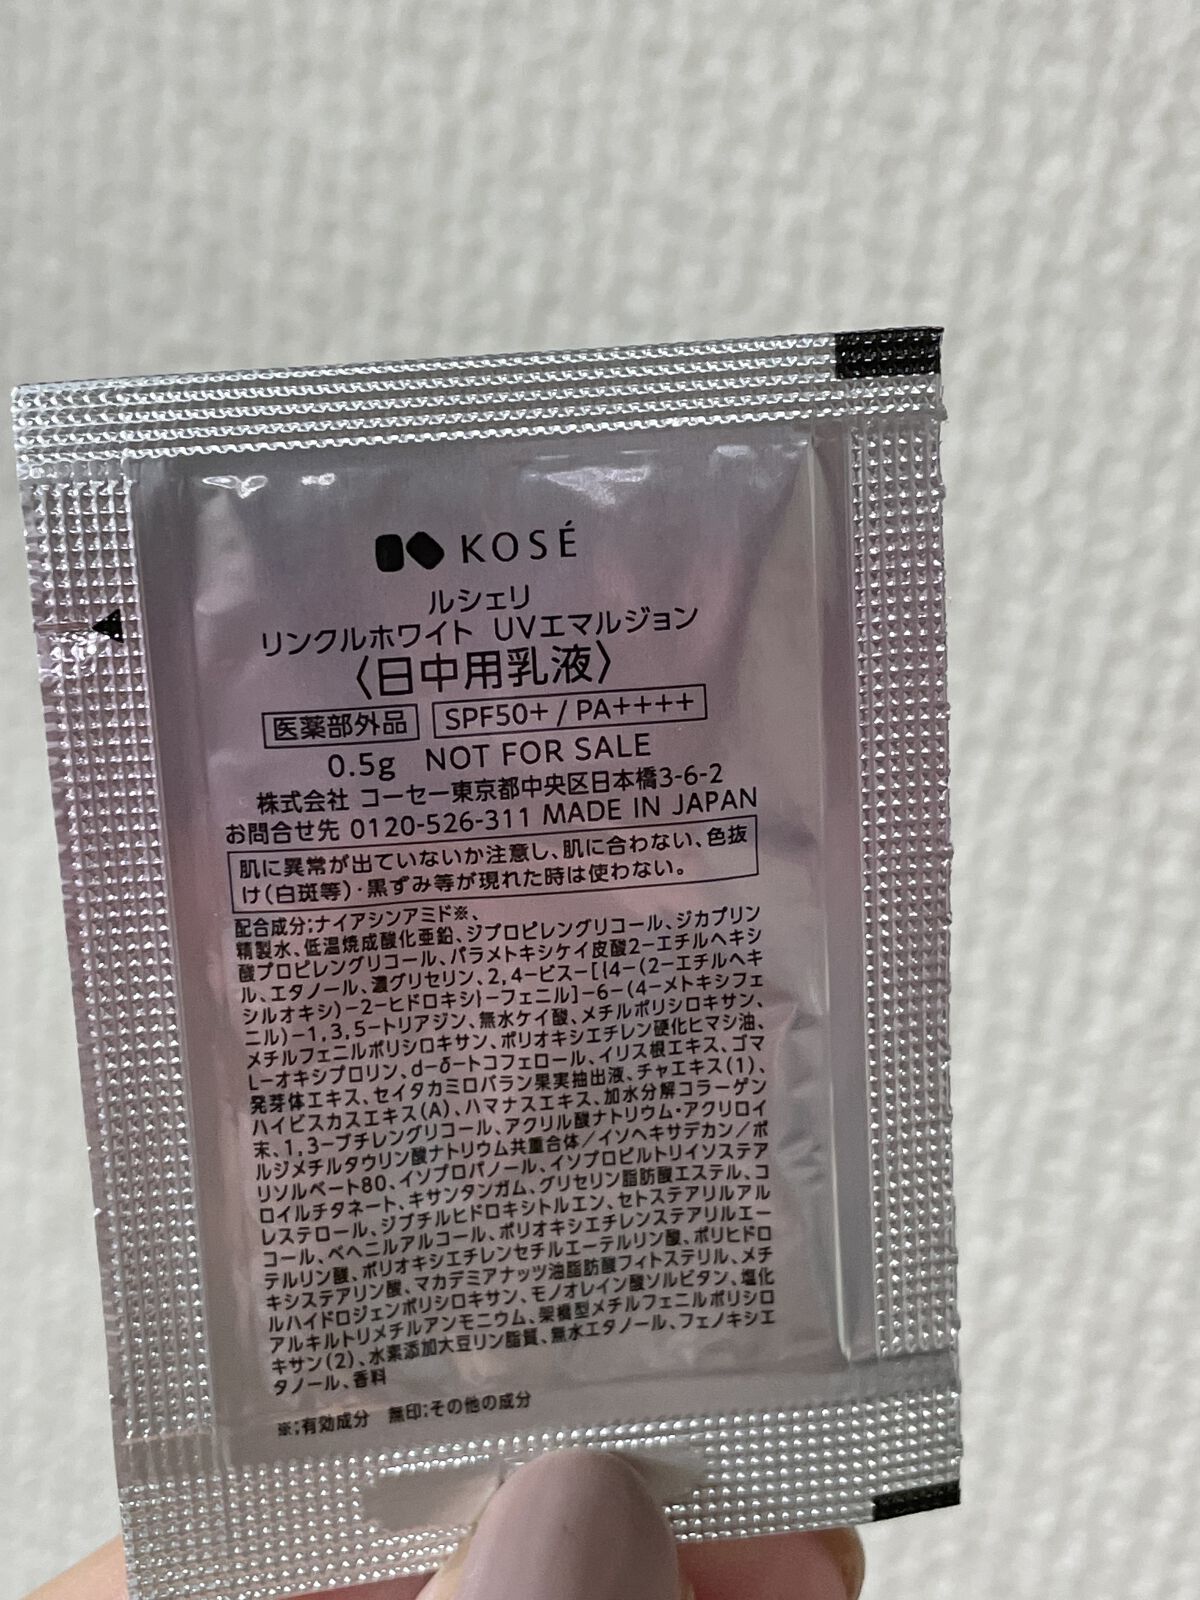 KOSÉ
ルシェリ
リンクルホワイト UVエマルジョン
〈日中用乳液〉
医薬部外品 SPF50+ / PA++++
0.5g NOT FOR SALE
株式会社 コーセー東京都中央区日本橋3-6-2
お問合せ先 0120-526-311 MADE IN JAPAN
肌に異常が出ていないか注意し、肌に合わない、色抜
け(白斑等)・黒ずみ等が現れた時は使わない。
配合成分;ナイアシンアミド※、
精製水、低温焼成酸化亜鉛、ジプロピレングリコール、ジカプリン
酸プロピレングリコール、パラメトキシケイ皮酸2-エチルヘキシ
ル、エタノール、濃グリセリン、2,4-ビス-[{4-(2-エチルヘキ
シルオキシ)-2-ヒドロキシ}-フェニル]-6-(4-メトキシフェ
ニル)-1,3,5-トリアジン、無水ケイ酸、メチルポリシロキサン、
メチルフェニルポリシロキサン、ポリオキシエチレン硬化ヒマシ油、
L-オキシプロリン、d-δ-トコフェロール、イリス根エキス、ゴマ
発芽体エキス、セイタカミロバラン果実抽出液、チャエキス(1)、
ハイビスカスエキス(A)、ハマナスエキス、加水分解コラーゲン
末、1,3-ブチレングリコール、アクリル酸ナトリウム・アクリロイ
ルジメチルタウリン酸ナトリウム共重合体/イソヘキサデカン/ポ
リソルベート80、イソプロパノール、イソプロピルトリイソステア
ロイルチタネート、キサンタンガム、グリセリン脂肪酸エステル、コ
レステロール、ジブチルヒドロキシトルエン、セトステアリルアル
コール、ベヘニルアルコール、ポリオキシエチレンステアリルエー
テルリン酸、ポリオキシエチレンセチルエーテルリン酸、ポリヒドロ
キシステアリン酸、マカデミアナッツ油脂肪酸フィトステリル、メチ
ルハイドロジェンポリシロキサン、モノオレイン酸ソルビタン、塩化
アルキルトリメチルアンモニウム、架橋型メチルフェニルポリシロ
キサン(2)、水素添加大豆リン脂質、無水エタノール、フェノキシエ
タノール、香料
※;有効成分 無印;その他の成分